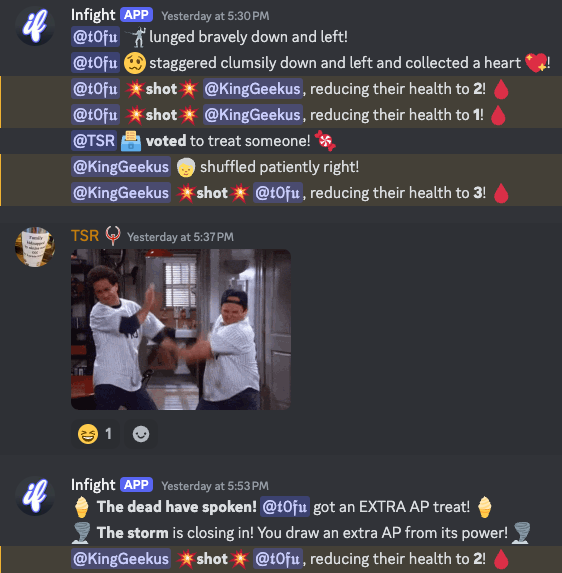 Infight APP Yesterday at 5:30 PM
@t0fu lunged bravely down and left!
@t0fu staggered clumsily down and left and collected a heart !
@t0fu shot @KingGeekus, reducing their health to 2!
@t0fu shot @KingGeekus, reducing their health to 1!
@TSR voted to treat someone!
@KingGeekus shuffled patiently right!
@KingGeekus shot @t0fu, reducing their health to 3!
TSR Yesterday at 5:37 PM
1
Infight APP Yesterday at 5:53 PM
The dead have spoken! @t0fu got an EXTRA AP treat!
The storm is closing in! You draw an extra AP from its power!
@KingGeekus shot @t0fu, reducing their health to 2!